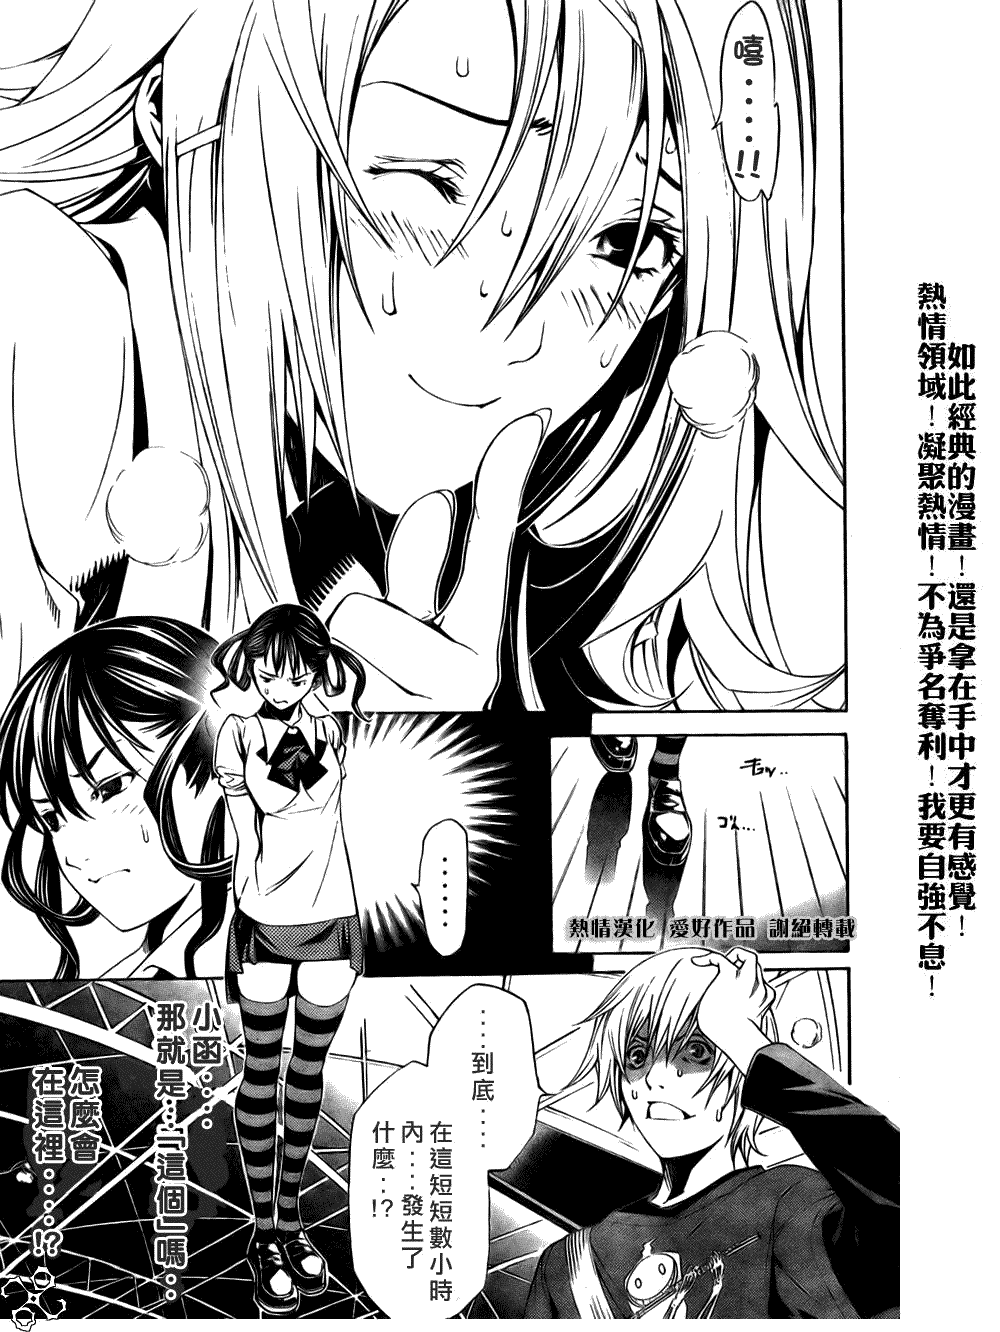 嘻‥‥‥!!
如此經典的漫畫！還是拿在手中才更有感覺！
熱情領域！凝聚熱情！不為爭名奪利！我要自強不息！
モッ…
コン…
‥‥‥
熱情漢化 愛好作品 謝絕轉載
‥‥到底‥‥
在這短短數小時
內‥‥發生了
什麼‥!?
小函‥‥
那就是‥「這個」嗎‥‥
怎麼會
在這裡‥‥‥!?